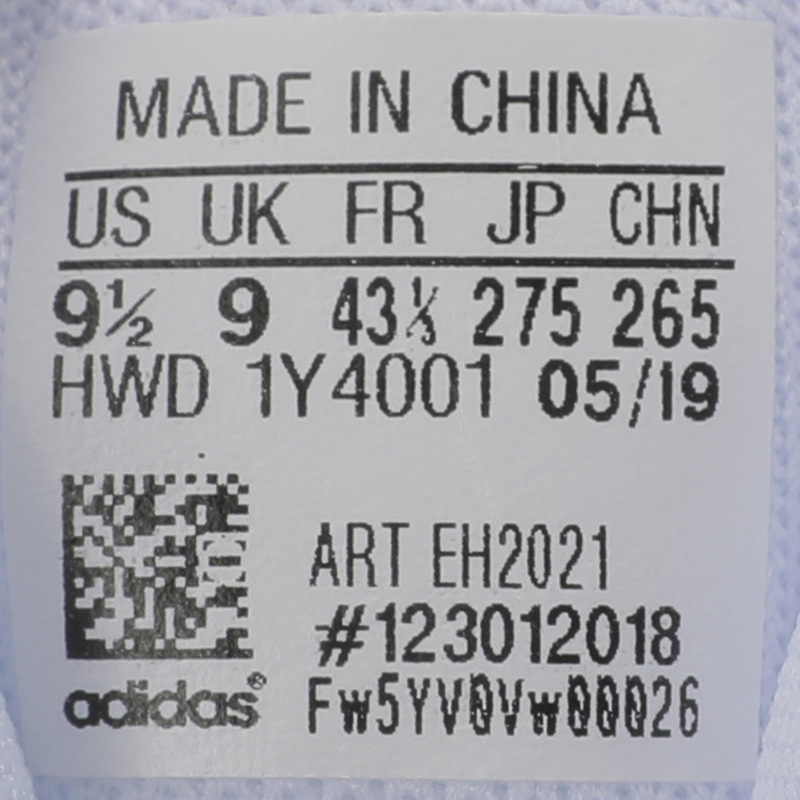 MADE IN CHINA
US UK FR JP CHN
9½ 9 43⅓ 275 265
HWD 1Y4001 05/19
ART EH2021
#123012018
adidas®
Fw5YV0Vw00026